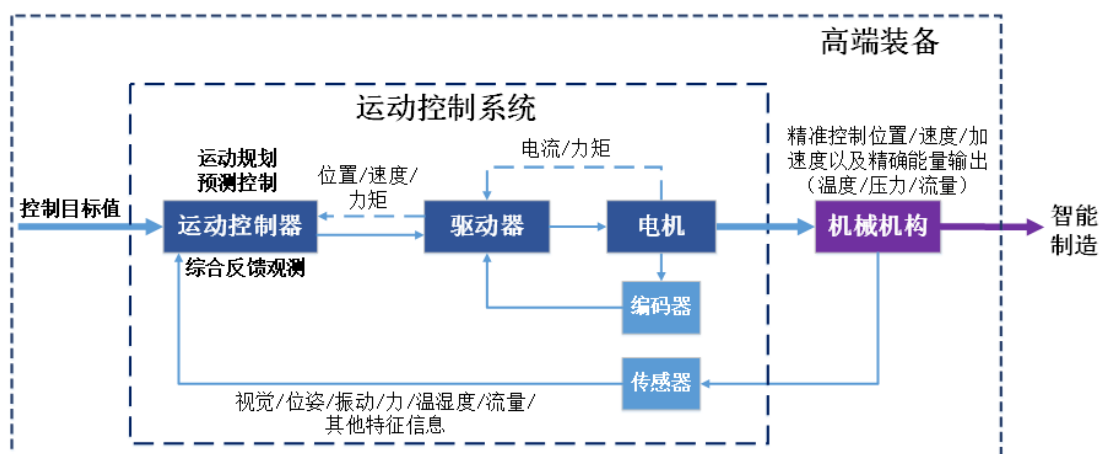 高端装备
运动控制系统
精准控制位置/速度/加
速度以及精确能量输出
（温度/压力/流量）
电流/力矩
运动规划
预测控制
位置/速度/
力矩
控制目标值
运动控制器
驱动器
电机
机械机构
智能
制造
综合反馈观测
编码器
传感器
视觉/位姿/振动/力/温湿度/流量/
其他特征信息